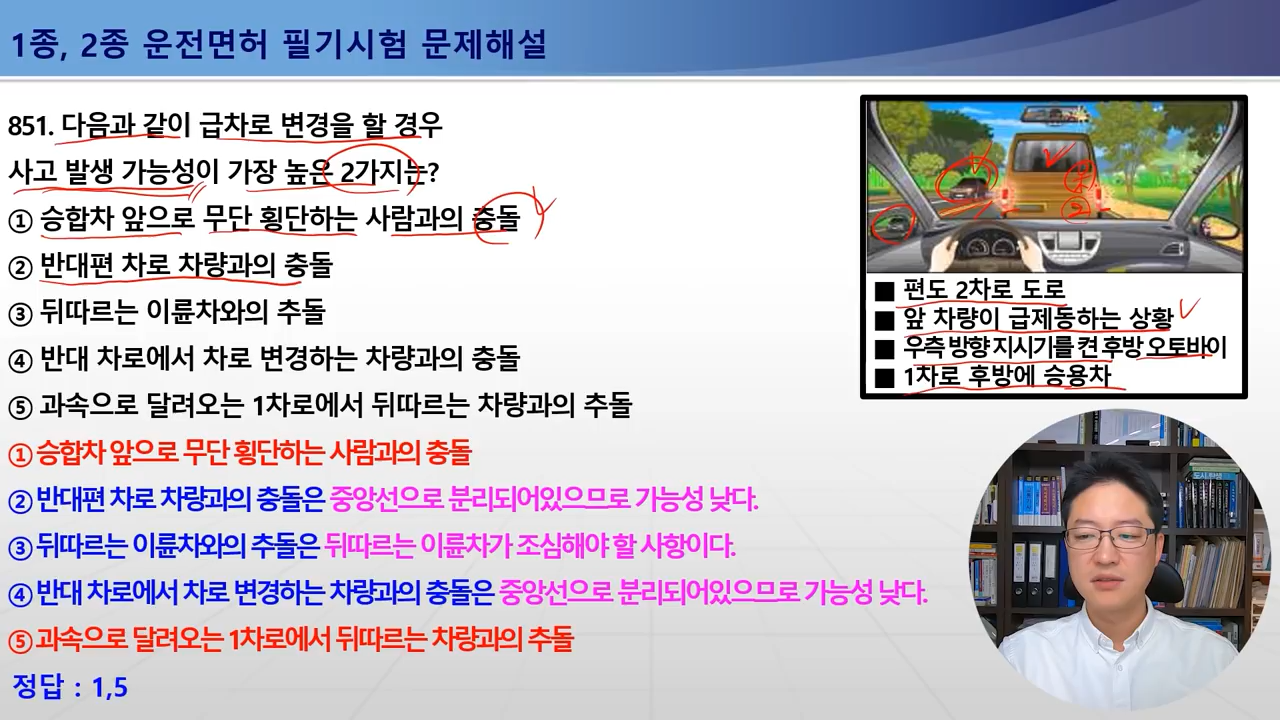 1종, 2종 운전면허 필기시험 문제해설
851. 다음과 같이 급차로 변경을 할 경우
사고 발생 가능성이 가장 높은 2가지는?
① 승합차 앞으로 무단 횡단하는 사람과의 충돌
② 반대편 차로 차량과의 충돌
③ 뒤따르는 이륜차와의 추돌
④ 반대 차로에서 차로 변경하는 차량과의 충돌
⑤ 과속으로 달려오는 1차로에서 뒤따르는 차량과의 추돌
① 승합차 앞으로 무단 횡단하는 사람과의 충돌
② 반대편 차로 차량과의 충돌은 중앙선으로 분리되어있으므로 가능성 낮다.
③ 뒤따르는 이륜차와의 추돌은 뒤따르는 이륜차가 조심해야 할 사항이다.
④ 반대 차로에서 차로 변경하는 차량과의 충돌은 중앙선으로 분리되어있으므로 가능성 낮다.
⑤ 과속으로 달려오는 1차로에서 뒤따르는 차량과의 추돌
정답 : 1,5
■ 편도 2차로 도로
■ 앞 차량이 급제동하는 상황
■ 우측 방향 지시기를 켠 후방 오토바이
■ 1차로 후방에 승용차